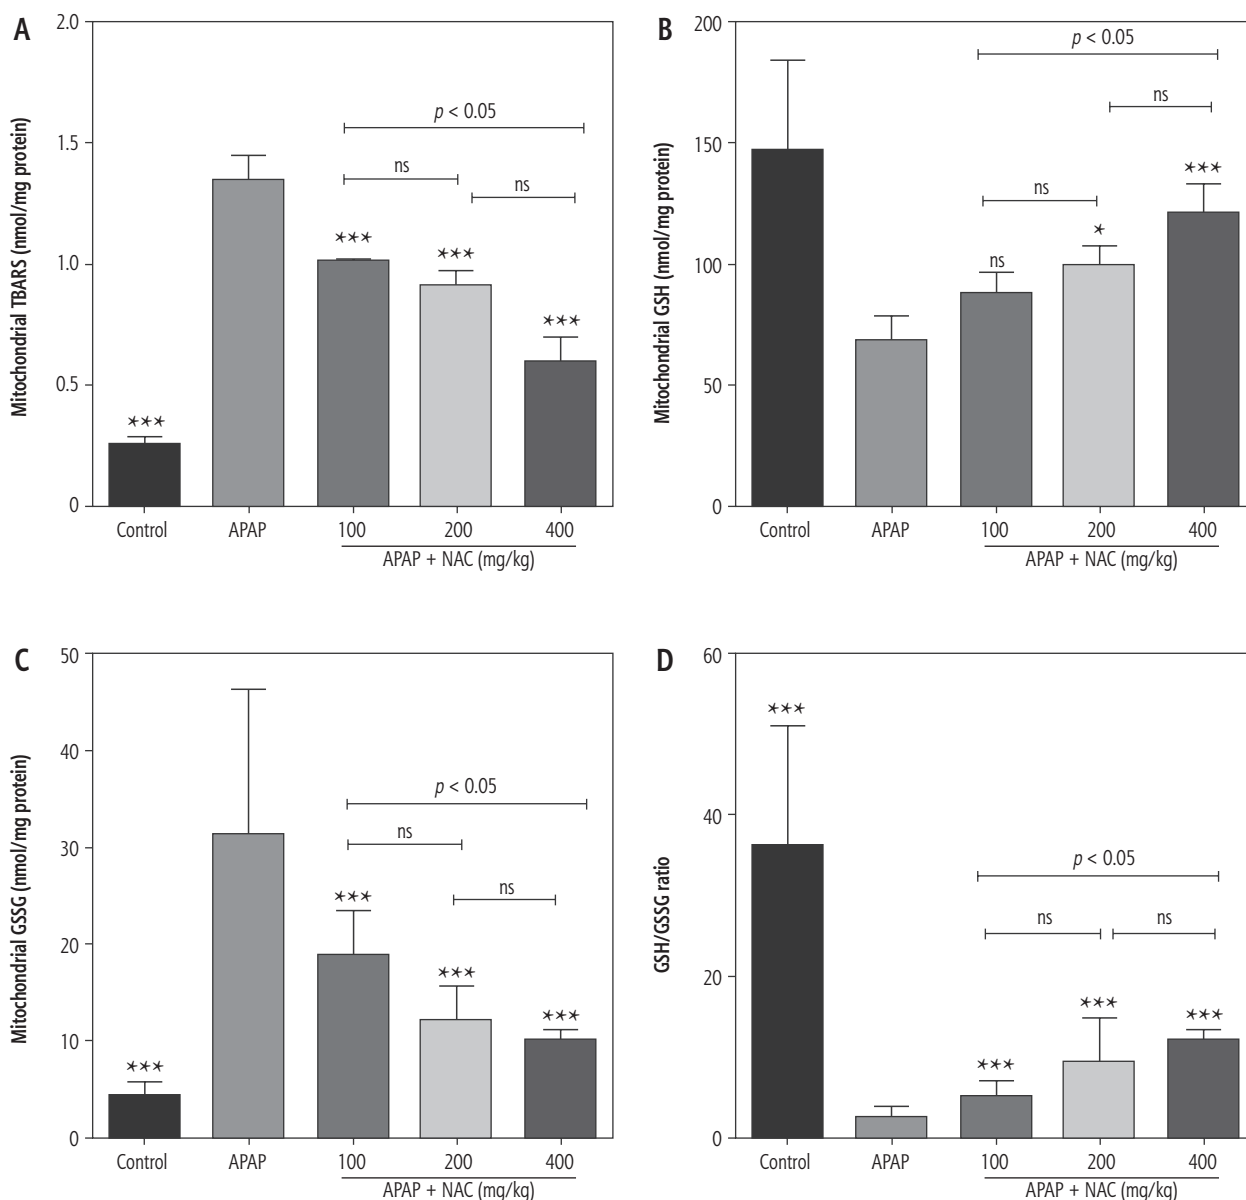 A
Mitochondrial TBARS (nmol/mg protein)
2.0
1.5
1.0
0.5
0
p < 0.05
ns
ns
***
***
***
***
Control APAP 100 200 400
APAP + NAC (mg/kg)
B
Mitochondrial GSH (nmol/mg protein)
200
150
100
50
0
p < 0.05
ns
***
ns
*
ns
Control APAP 100 200 400
APAP + NAC (mg/kg)
C
Mitochondrial GSSG (nmol/mg protein)
50
40
30
20
10
0
p < 0.05
ns
ns
***
***
***
***
Control APAP 100 200 400
APAP + NAC (mg/kg)
D
GSH/GSSG ratio
60
40
20
0
***
p < 0.05
ns ns
***
***
***
Control APAP 100 200 400
APAP + NAC (mg/kg)